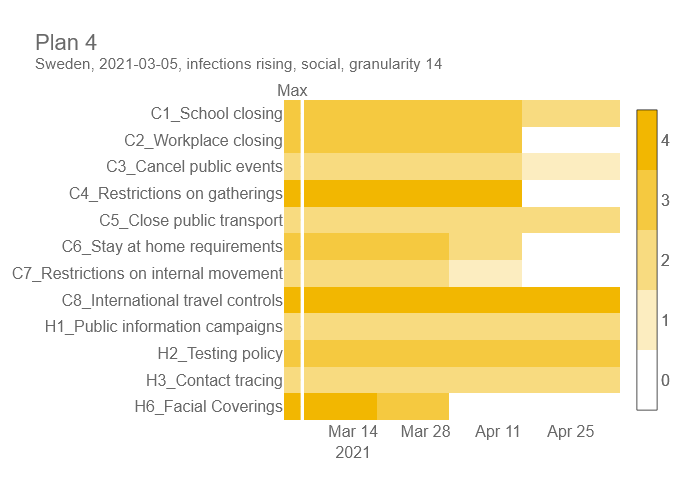 Plan 4
Sweden, 2021-03-05, infections rising, social, granularity 14
Max
C1_School closing
C2_Workplace closing
C3_Cancel public events
C4_Restrictions on gatherings
C5_Close public transport
C6_Stay at home requirements
C7_Restrictions on internal movement
C8_International travel controls
H1_Public information campaigns
H2_Testing policy
H3_Contact tracing
H6_Facial Coverings
4
3
2
1
0
Mar 14 Mar 28 Apr 11 Apr 25
2021